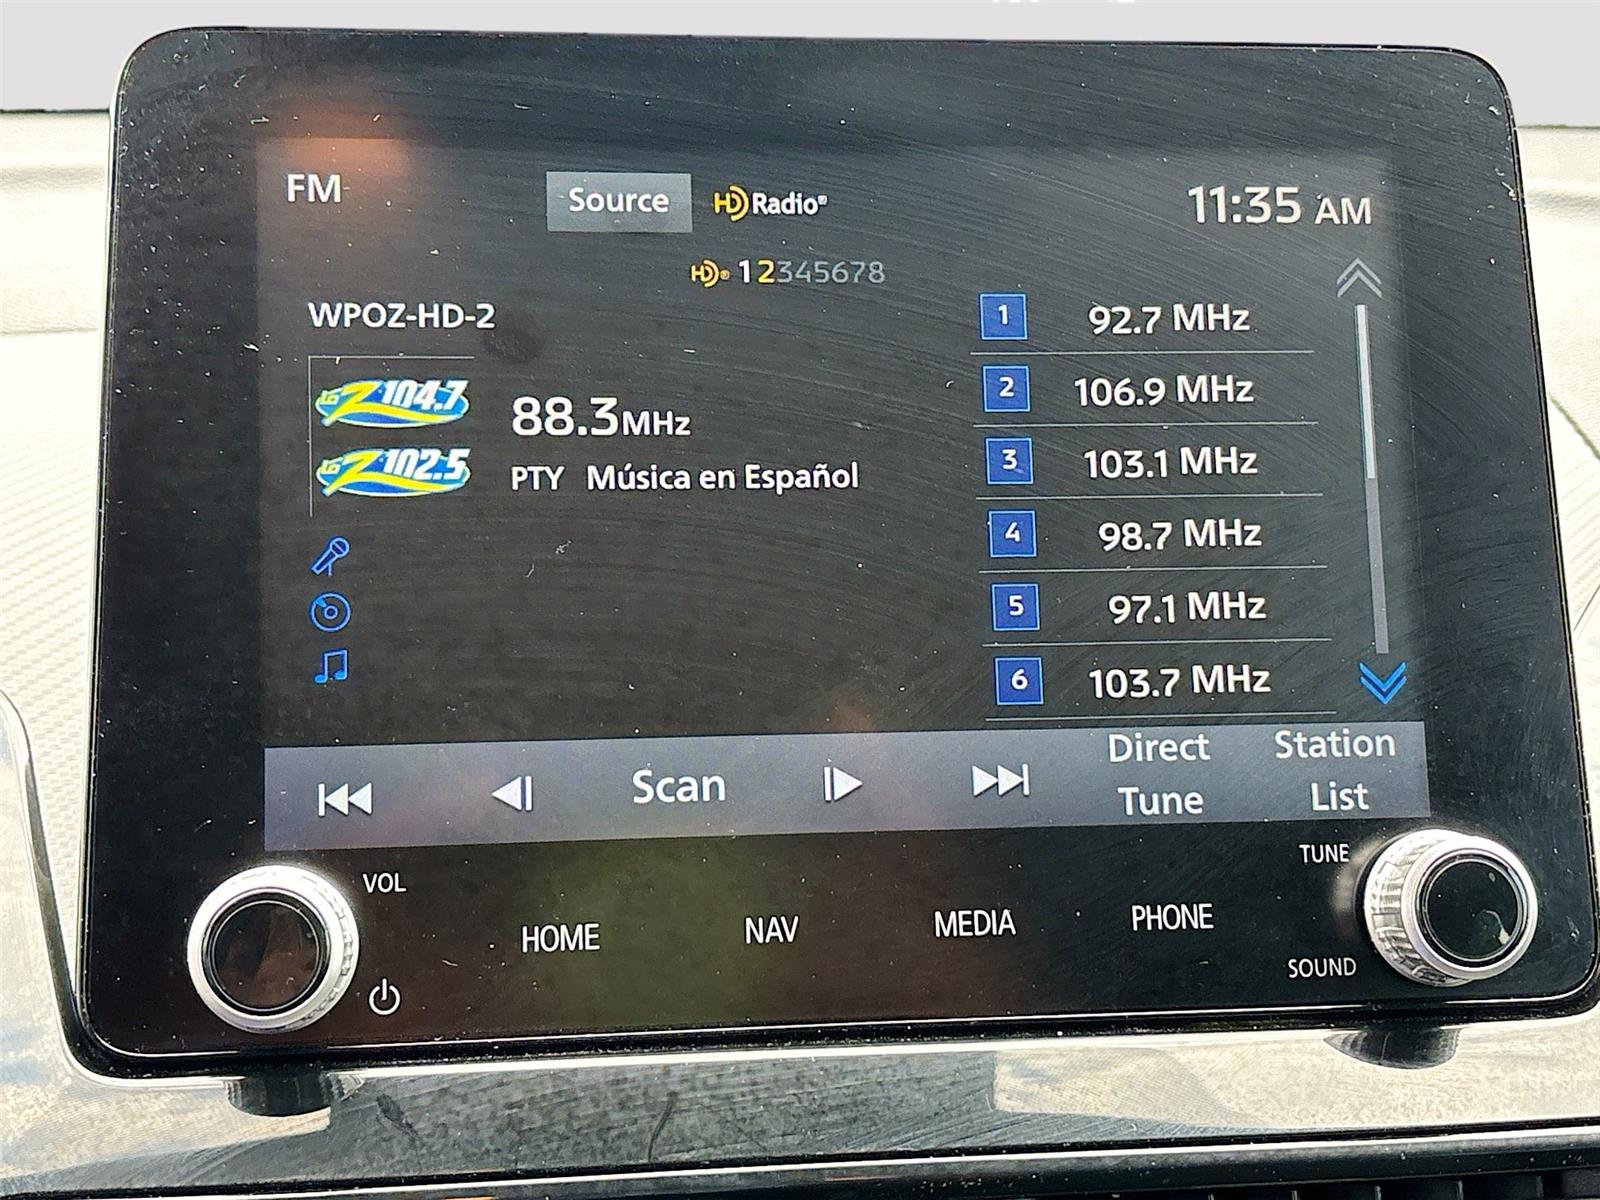 FM
Source
HD Radio®
11:35 AM
HD® 12345678
WPOZ-HD-2
Z 104.7
Z 102.5
88.3MHz
PTY Música en Español
1 92.7 MHz
2 106.9 MHz
3 103.1 MHz
4 98.7 MHz
5 97.1 MHz
6 103.7 MHz
Scan
Direct
Tune
Station
List
VOL
HOME
NAV
MEDIA
PHONE
TUNE
SOUND